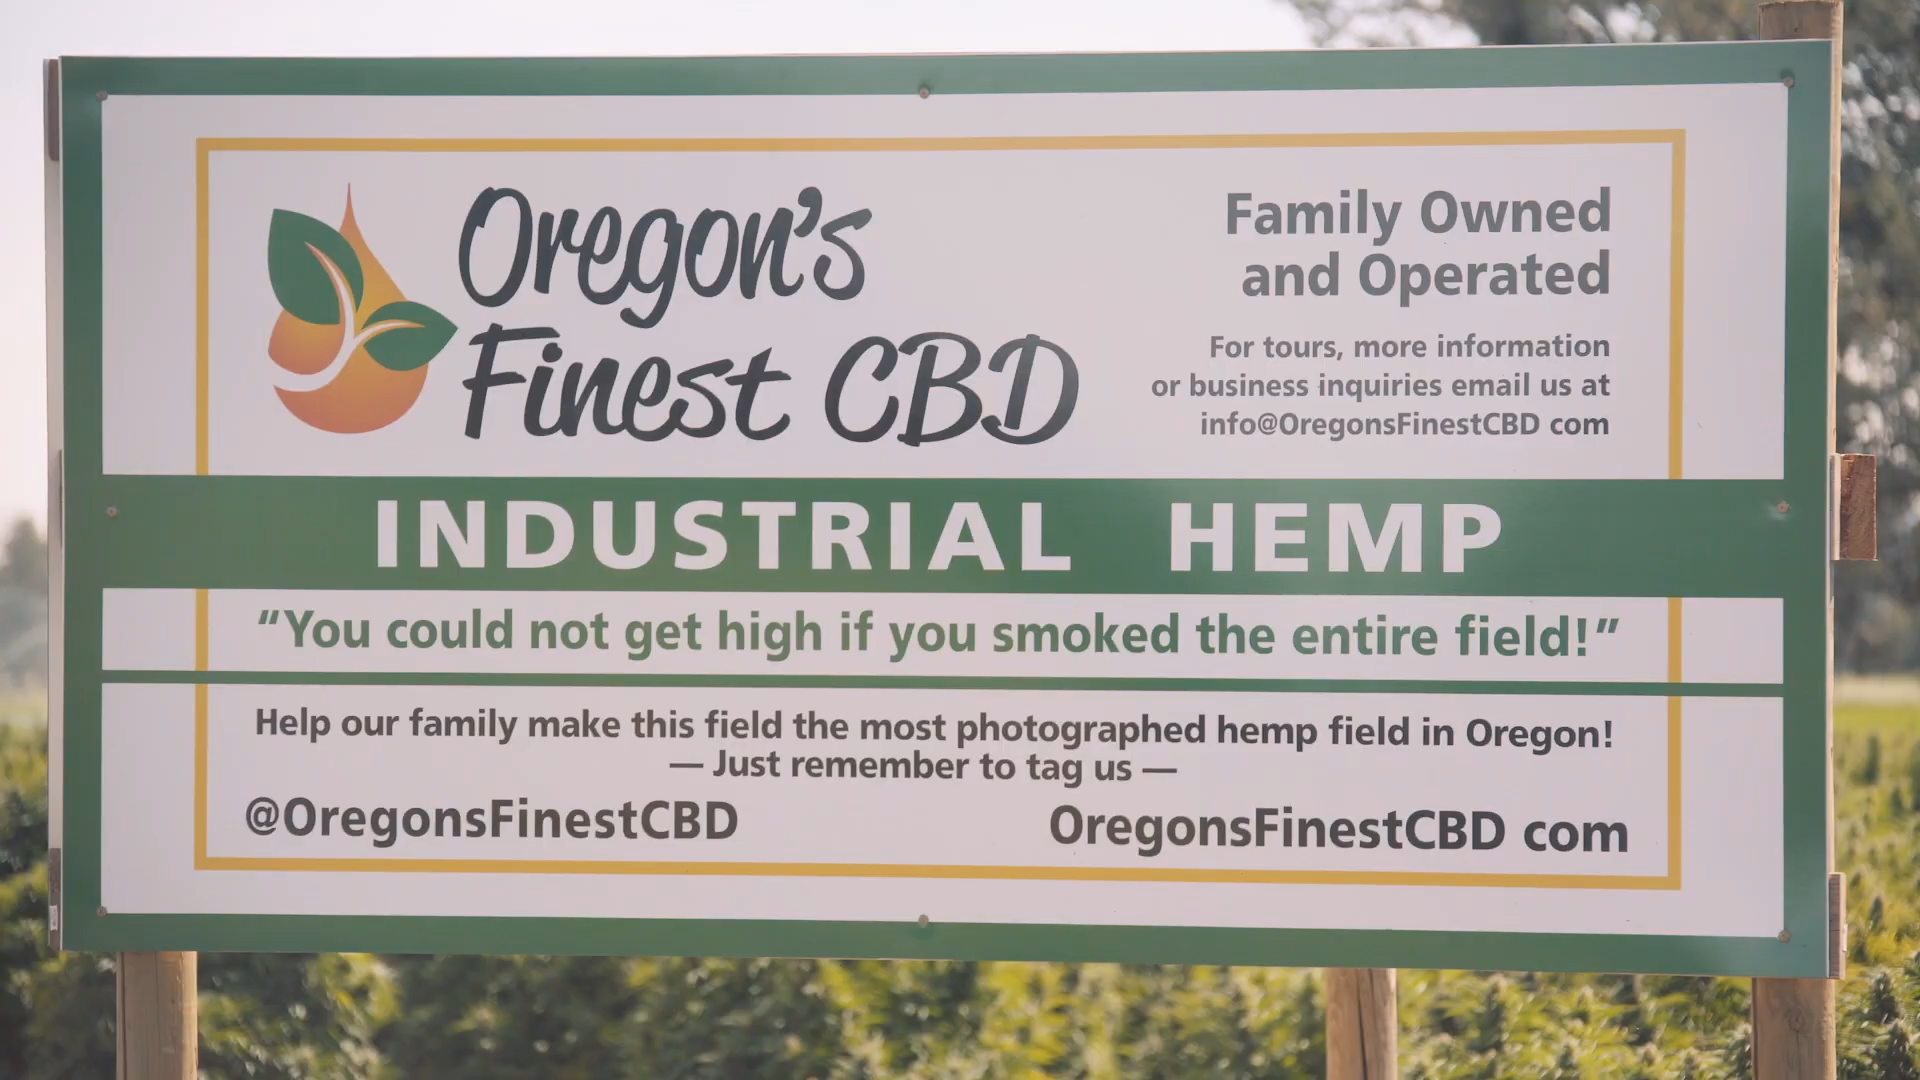 Oregon's
Finest CBD
Family Owned
and Operated
For tours, more information
or business inquiries email us at
info@OregonsFinestCBD com
INDUSTRIAL HEMP
“You could not get high if you smoked the entire field!”
Help our family make this field the most photographed hemp field in Oregon!
— Just remember to tag us —
@OregonsFinestCBD
OregonsFinestCBD com